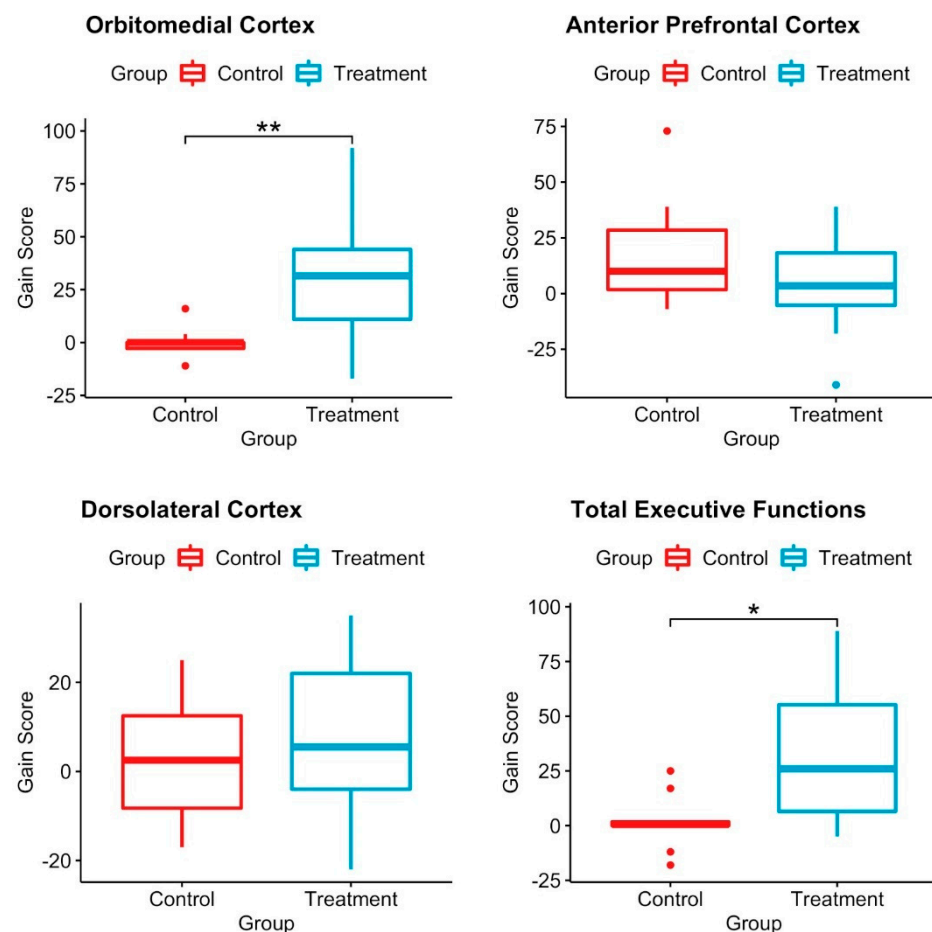 Orbitomedial Cortex
Group Control Treatment
**
100
75
50
25
0
-25
Gain Score
Control Treatment
Group
Anterior Prefrontal Cortex
Group Control Treatment
75
50
25
0
-25
Gain Score
Control Treatment
Group
Dorsolateral Cortex
Group Control Treatment
20
0
-20
Gain Score
Control Treatment
Group
Total Executive Functions
Group Control Treatment
*
100
75
50
25
0
-25
Gain Score
Control Treatment
Group